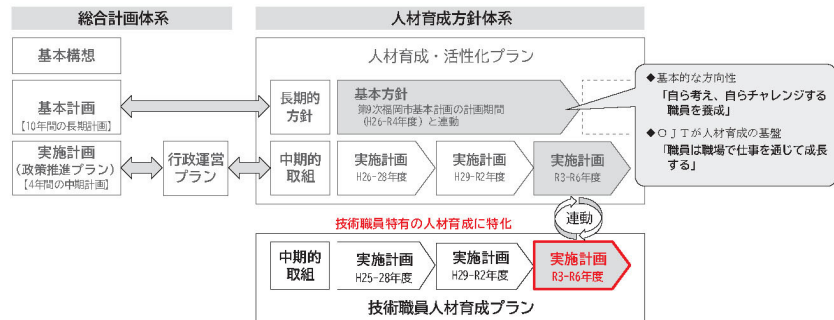 総合計画体系
人材育成方針体系
基本構想
人材育成・活性化プラン
基本計画
【10年間の長期計画】
長期的
方針
基本方針
第9次福岡市基本計画の計画期間
(H26-R4年度)と連動
◆基本的な方向性
「自ら考え、自らチャレンジする
職員を養成」
◆OJTが人材育成の基盤
「職員は職場で仕事を通じて成長
する」
実施計画
(政策推進プラン)
【4年間の中期計画】
行政運営
プラン
中期的
取組
実施計画
H26-28年度
実施計画
H29-R2年度
実施計画
R3-R6年度
技術職員特有の人材育成に特化
連動
中期的
取組
実施計画
H25-28年度
実施計画
H29-R2年度
実施計画
R3-R6年度
技術職員人材育成プラン